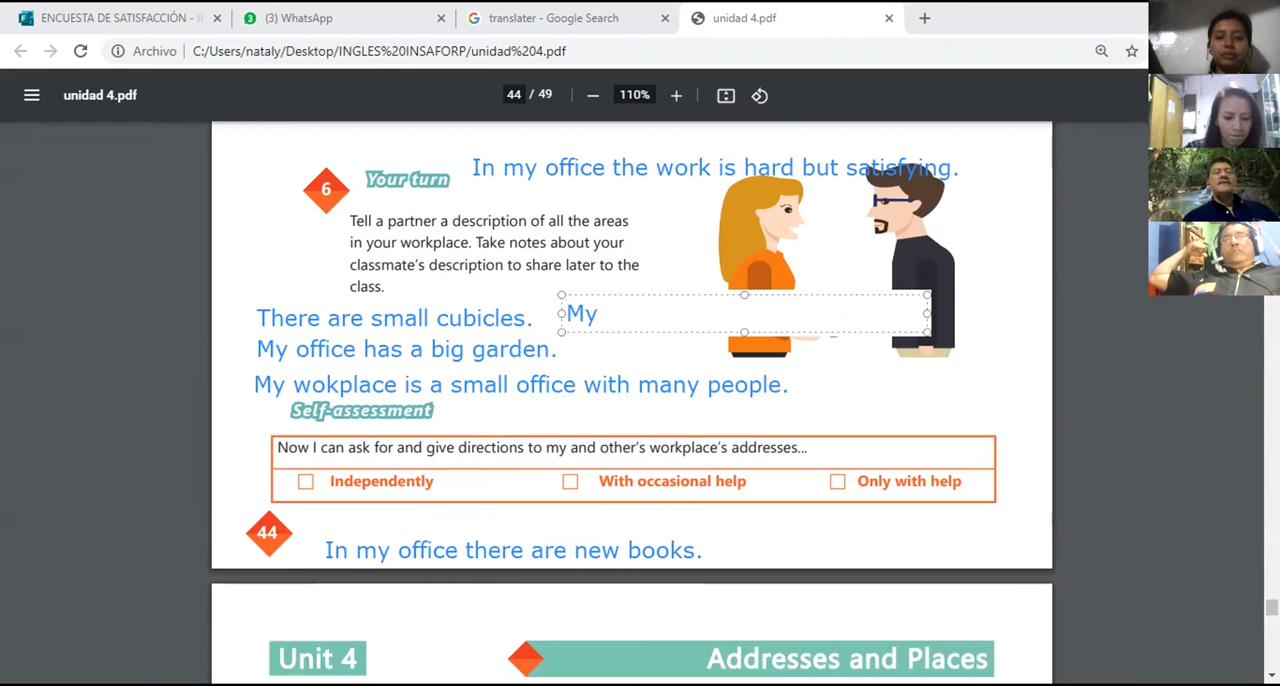 ENCUESTA DE SATISFACCIÓN - I
(3) WhatsApp
translater - Google Search
unidad 4.pdf
Archivo C:/Users/nataly/Desktop/INGLES%20INSAFORP/unidad%204.pdf
unidad 4.pdf
44 / 49
110%
In my office the work is hard but satisfying.
6
Your turn
Tell a partner a description of all the areas
in your workplace. Take notes about your
classmate's description to share later to the
class.
There are small cubicles.
My
My office has a big garden.
My wokplace is a small office with many people.
Self-assessment
Now I can ask for and give directions to my and other's workplace's addresses...
Independently
With occasional help
Only with help
44
In my office there are new books.
Unit 4
Addresses and Places